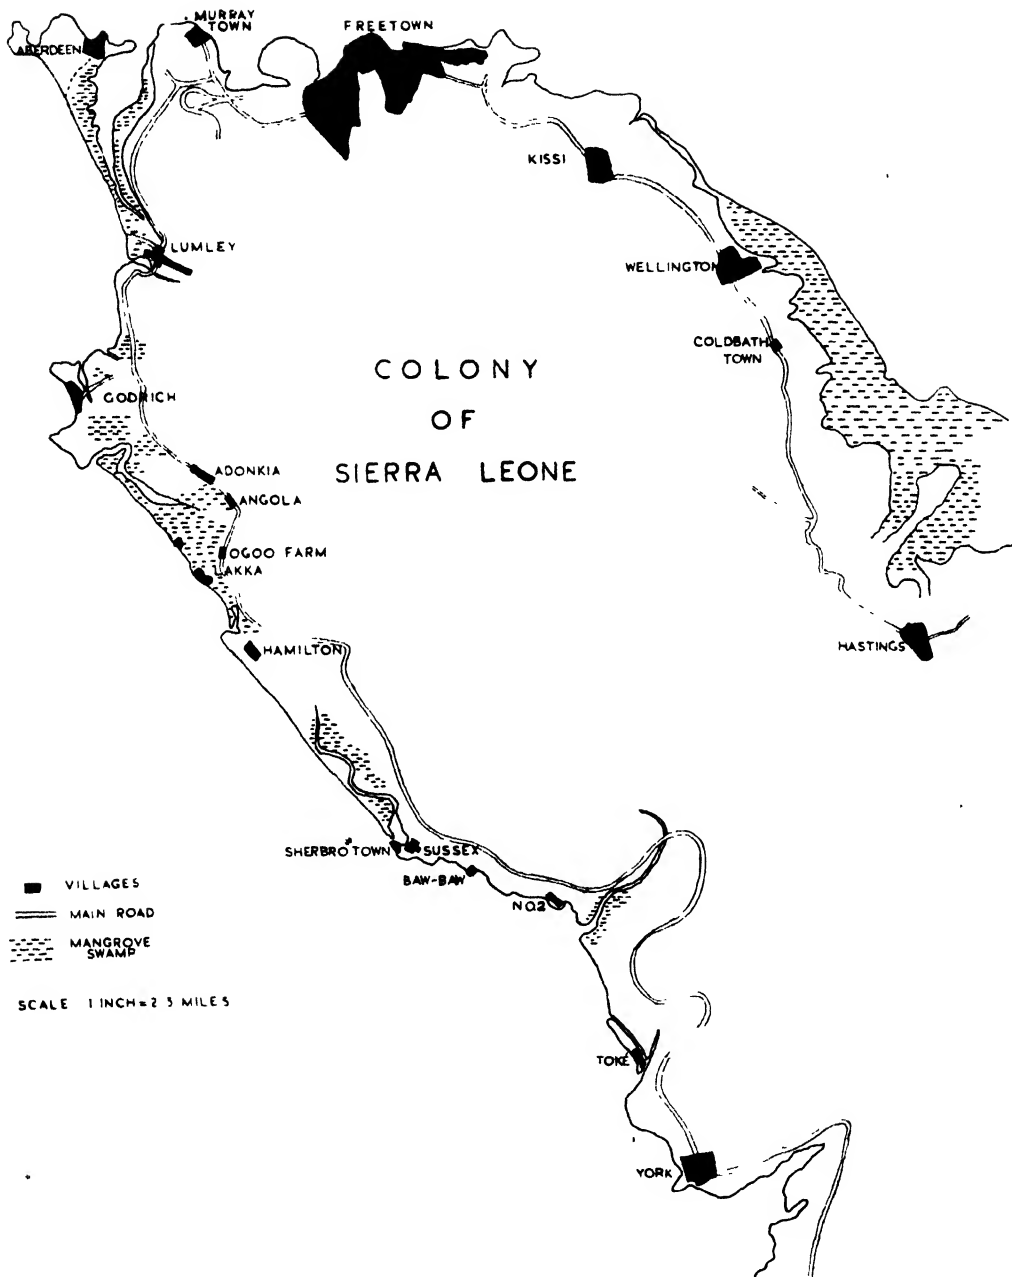 MURRAY
TOWN
FREETOWN
ABERDEEN
KISSI
LUMLEY
WELLINGTON
COLDBATH
TOWN
COLONY
OF
SIERRA LEONE
GODRICH
ADONKIA
ANGOLA
OGOO FARM
AKKA
HAMILTON
HASTINGS
SHERBRO TOWN
SUSSEX
BAW-BAW
NO.2
VILLAGES
MAIN ROAD
MANGROVE
SWAMP
SCALE 1 INCH = 2 5 MILES
TOKE
YORK